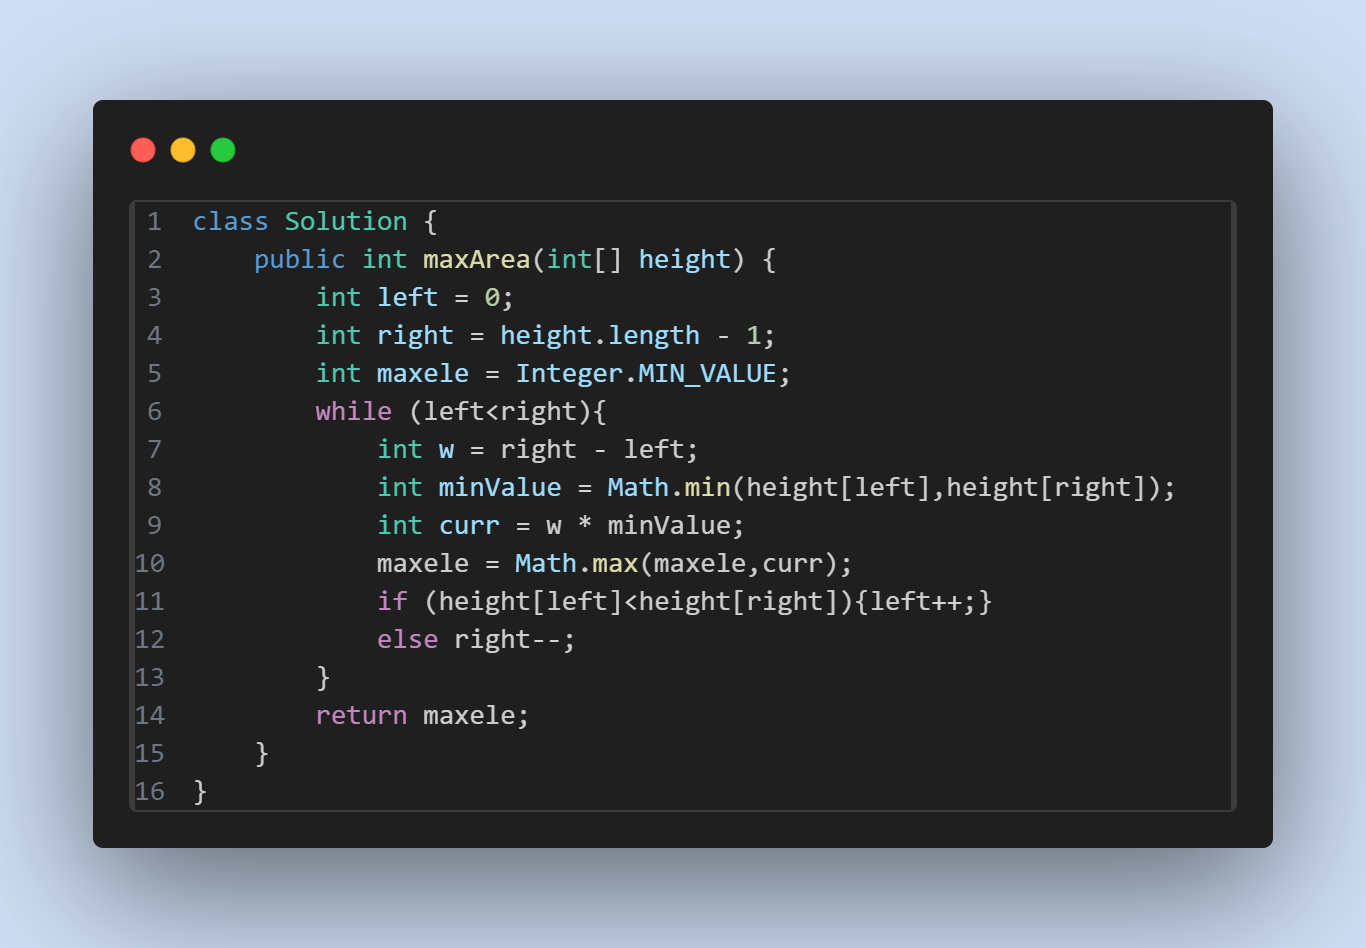 1 class Solution {
2     public int maxArea(int[] height) {
3         int left = 0;
4         int right = height.length - 1;
5         int maxele = Integer.MIN_VALUE;
6         while (left<right){
7             int w = right - left;
8             int minValue = Math.min(height[left],height[right]);
9             int curr = w * minValue;
10             maxele = Math.max(maxele,curr);
11             if (height[left]<height[right]){left++;}
12             else right--;
13         }
14         return maxele;
15     }
16 }